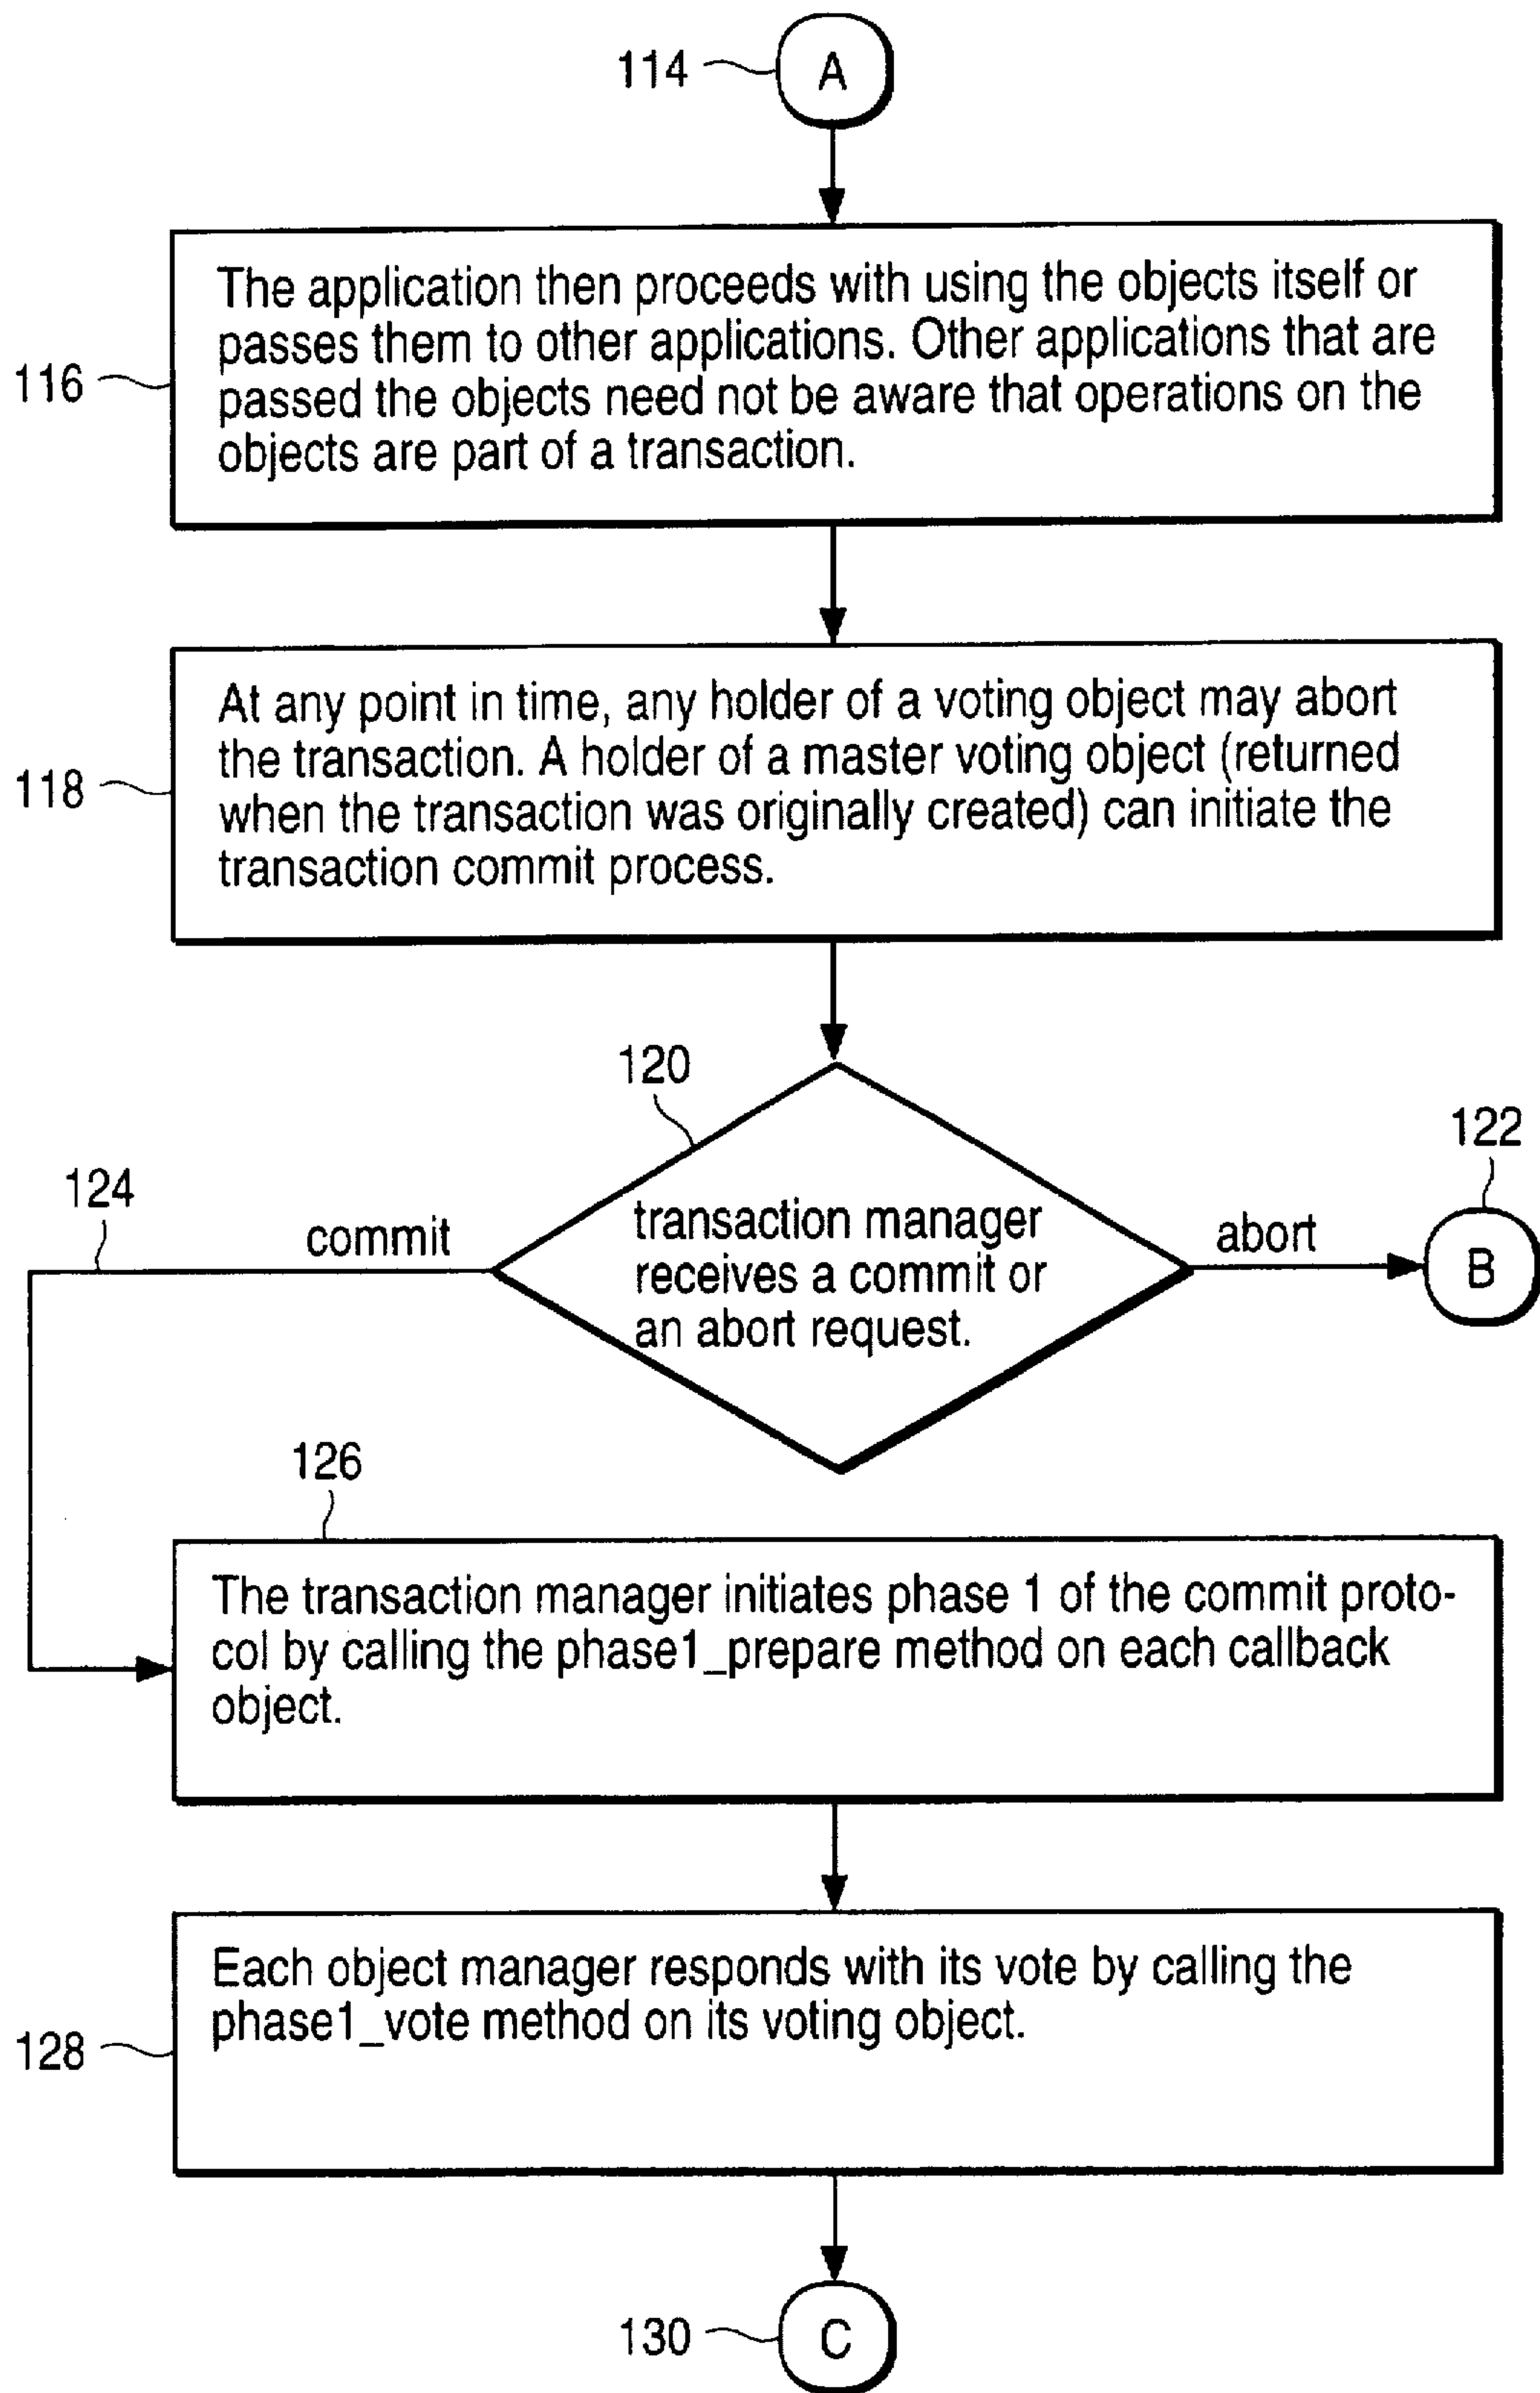 114
A
The application then proceeds with using the objects itself or
passes them to other applications. Other applications that are
passed the objects need not be aware that operations on the
objects are part of a transaction.
116
At any point in time, any holder of a voting object may abort
the transaction. A holder of a master voting object (returned
when the transaction was originally created) can initiate the
transaction commit process.
118
120
122
124
commit
transaction manager
receives a commit or
an abort request.
abort
B
126
The transaction manager initiates phase 1 of the commit proto-
col by calling the phase1_prepare method on each callback
object.
Each object manager responds with its vote by calling the
phase1_vote method on its voting object.
128
130
C